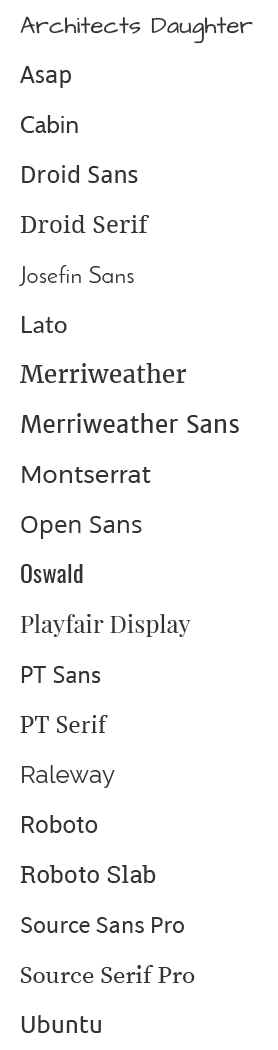 Architects Daughter
Asap
Cabin
Droid Sans
Droid Serif
Josefin Sans
Lato
Merriweather
Merriweather Sans
Montserrat
Open Sans
Oswald
Playfair Display
PT Sans
PT Serif
Raleway
Roboto
Roboto Slab
Source Sans Pro
Source Serif Pro
Ubuntu